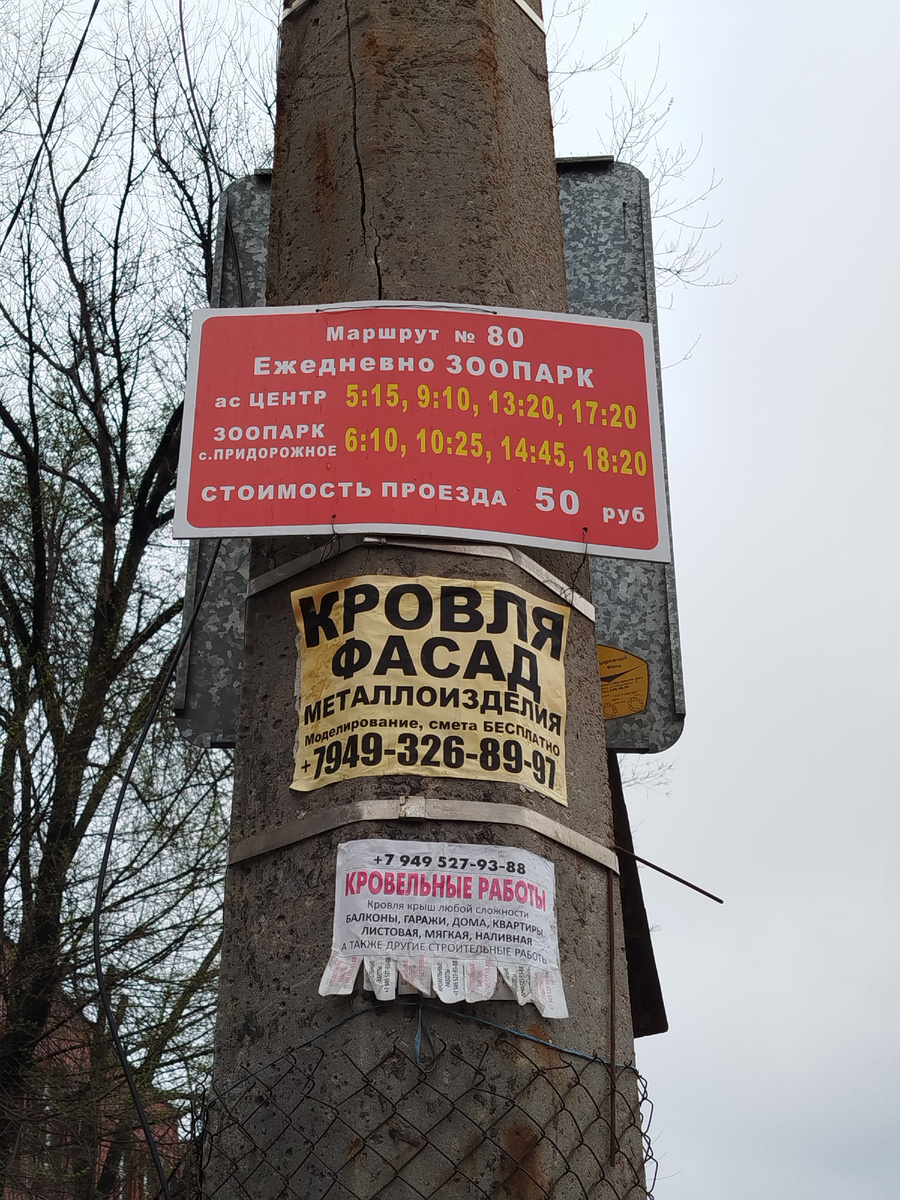 Маршрут № 80
Ежедневно ЗООПАРК
ас ЦЕНТР 5:15, 9:10, 13:20, 17:20
ЗООПАРК
с.ПРИДОРОЖНОЕ 6:10, 10:25, 14:45, 18:20
СТОИМОСТЬ ПРОЕЗДА 50 руб
КРОВЛЯ
ФАСАД
МЕТАЛЛОИЗДЕЛИЯ
Моделирование, смета БЕСПЛАТНО
+7949-326-89-97
+7 949 527-93-88
КРОВЕЛЬНЫЕ РАБОТЫ
Кровля крыш любой сложности
БАЛКОНЫ, ГАРАЖИ, ДОМА, КВАРТИРЫ,
ЛИСТОВАЯ, МЯГКАЯ, НАЛИВНАЯ
А ТАКЖЕ ДРУГИЕ СТРОИТЕЛЬНЫЕ РАБОТЫ